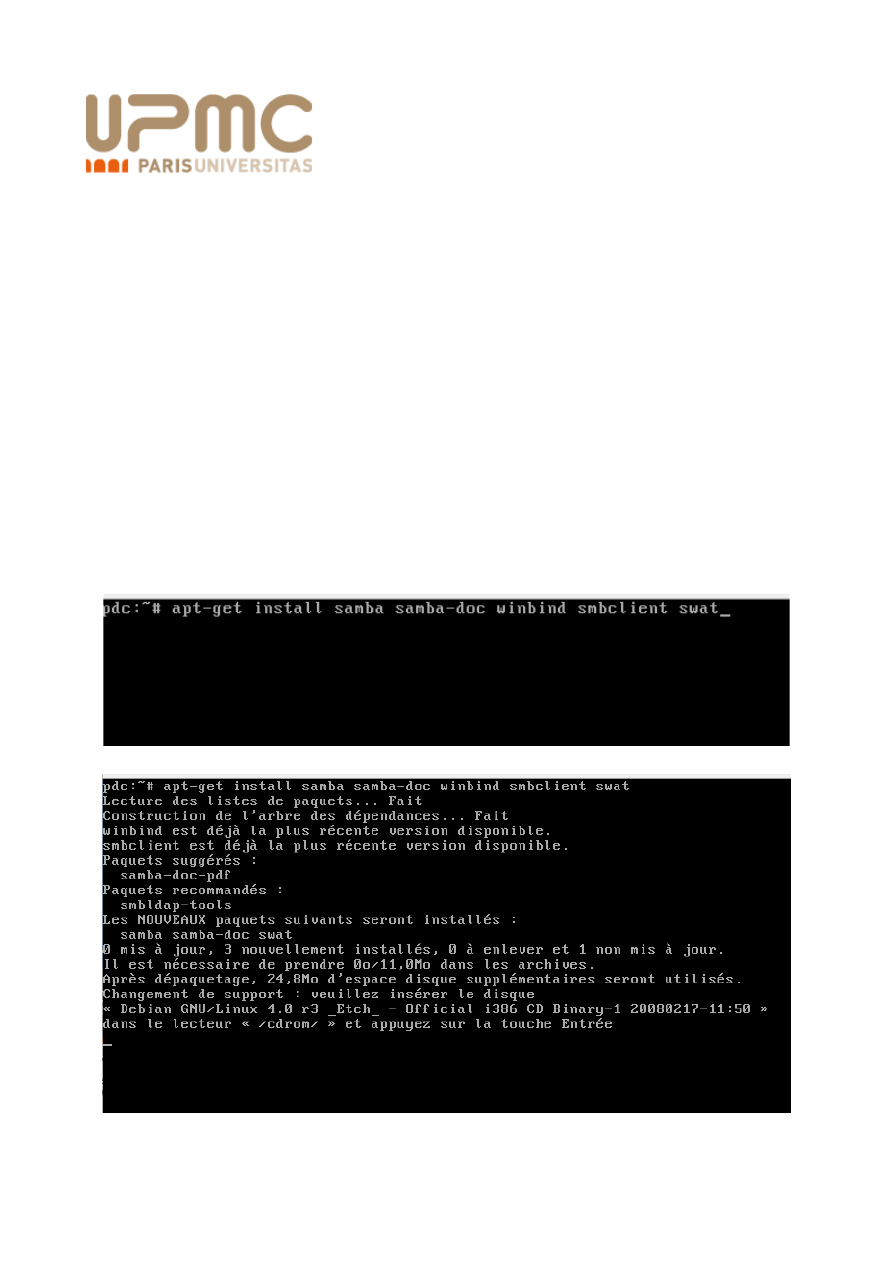 UPMC
PARISUNIVERSITAS
pdc:~# apt-get install samba samba-doc winbind smbclient swat_
pdc:~# apt-get install samba samba-doc winbind smbclient swat
Lecture des listes de paquets... Fait
Construction de l'arbre des dépendances... Fait
winbind est déjà la plus récente version disponible.
smbclient est déjà la plus récente version disponible.
Paquets suggérés :
  samba-doc-pdf
Paquets recommandés :
  smbldap-tools
Les NOUVEAUX paquets suivants seront installés :
  samba samba-doc swat
0 mis à jour, 3 nouvellement installés, 0 à enlever et 1 non mis à jour.
Il est nécessaire de prendre 0o/11,0Mo dans les archives.
Après dépaquetage, 24,8Mo d'espace disque supplémentaires seront utilisés.
Changement de support : veuillez insérer le disque
« Debian GNU/Linux 4.0 r3 _Etch_ - Official i386 CD Binary-1 20080217-11:50 »
dans le lecteur « /cdrom/ » et appuyez sur la touche Entrée
_